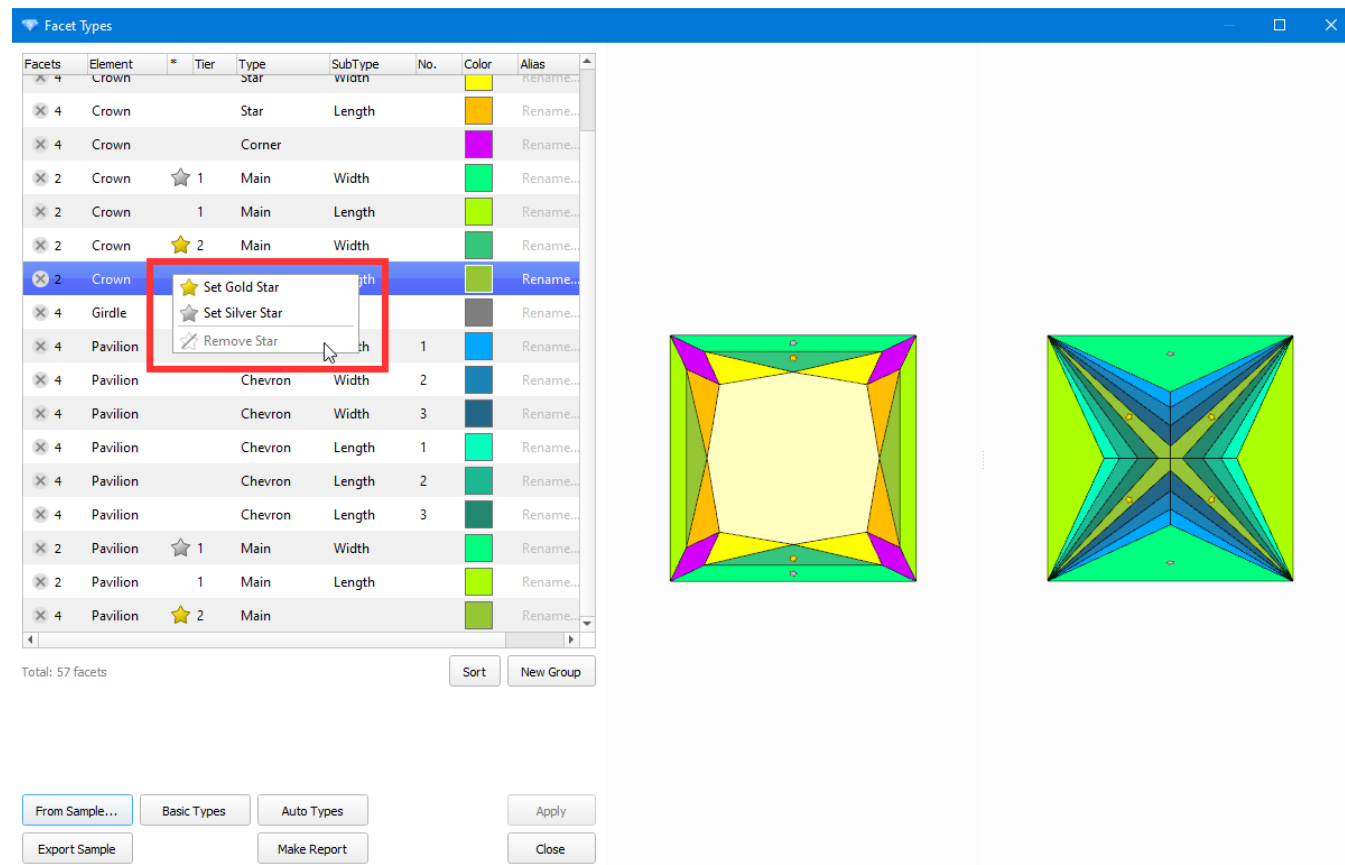 Facet Types
Facets Element * Tier Type SubType No. Color Alias
4 Crown Star Width Rename...
4 Crown Star Length Rename...
4 Crown Corner Rename...
2 Crown 1 Main Width Rename...
2 Crown 1 Main Length Rename...
2 Crown 2 Main Width Rename...
2 Crown gth Rename...
Set Gold Star
Set Silver Star
Remove Star
4 Girdle Rename...
4 Pavilion th 1 Rename...
4 Pavilion Chevron Width 2 Rename...
4 Pavilion Chevron Width 3 Rename...
4 Pavilion Chevron Length 1 Rename...
4 Pavilion Chevron Length 2 Rename...
4 Pavilion Chevron Length 3 Rename...
2 Pavilion 1 Main Width Rename...
2 Pavilion 1 Main Length Rename...
4 Pavilion 2 Main Rename...
Total: 57 facets
Sort
New Group
From Sample...
Basic Types
Auto Types
Apply
Export Sample
Make Report
Close